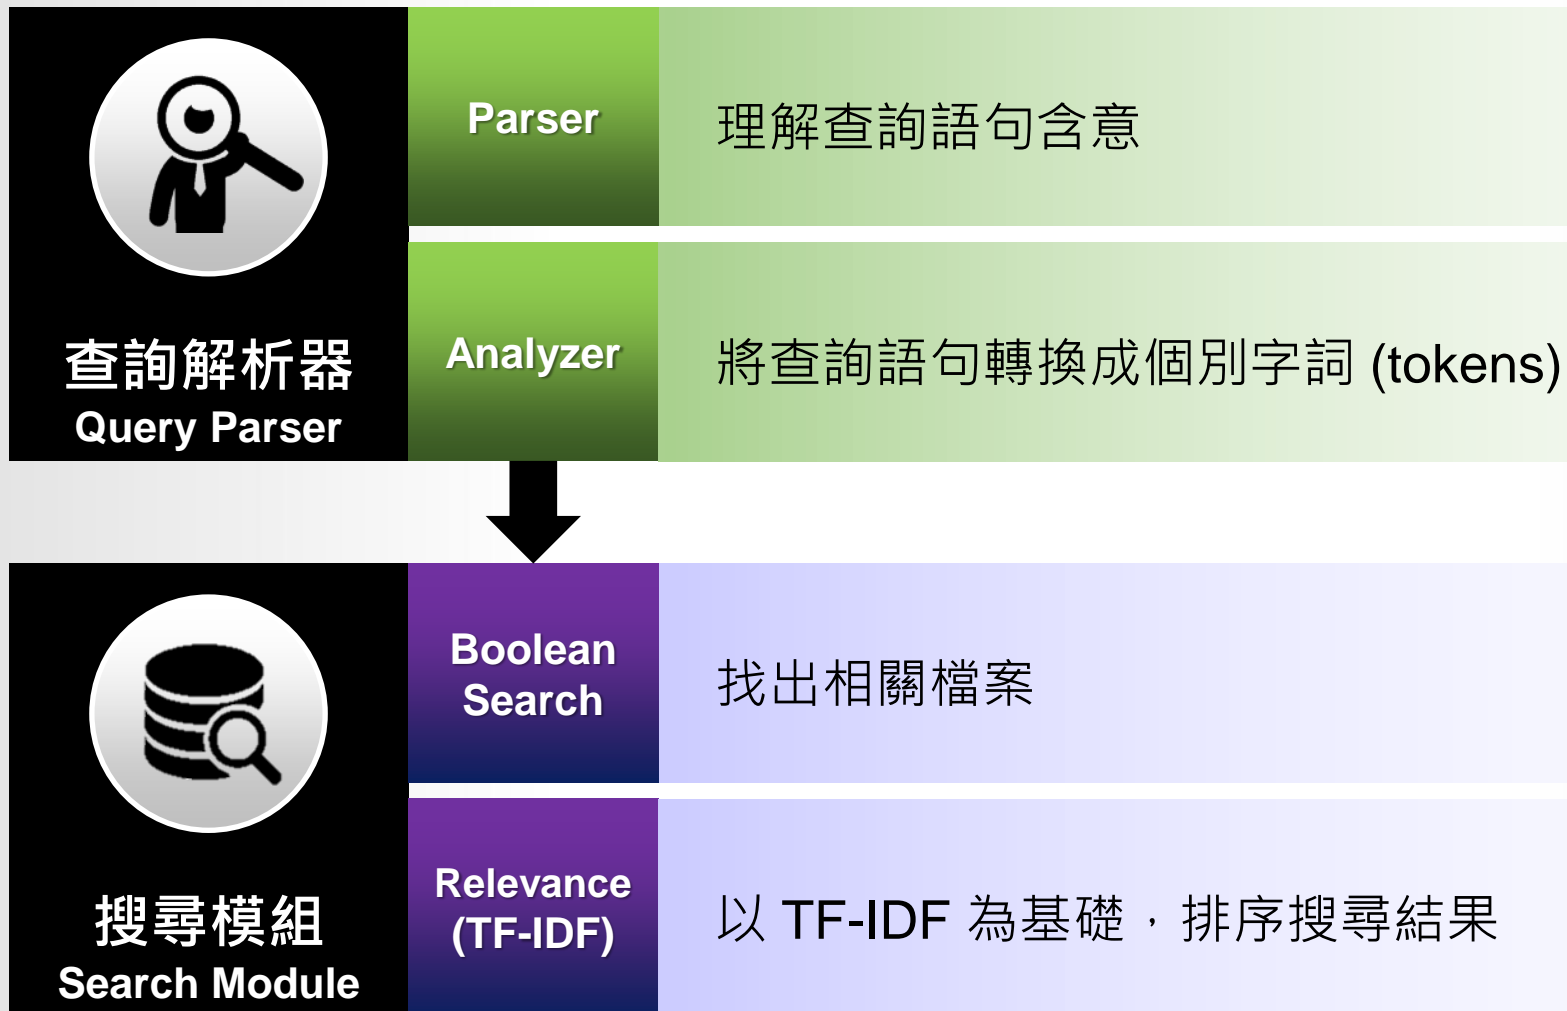 Parser
理解查詢語句含意
查詢解析器
Query Parser
Analyzer
將查詢語句轉換成個別字詞 (tokens)
Boolean
Search
找出相關檔案
搜尋模組
Search Module
Relevance
(TF-IDF)
以 TF-IDF 為基礎，排序搜尋結果